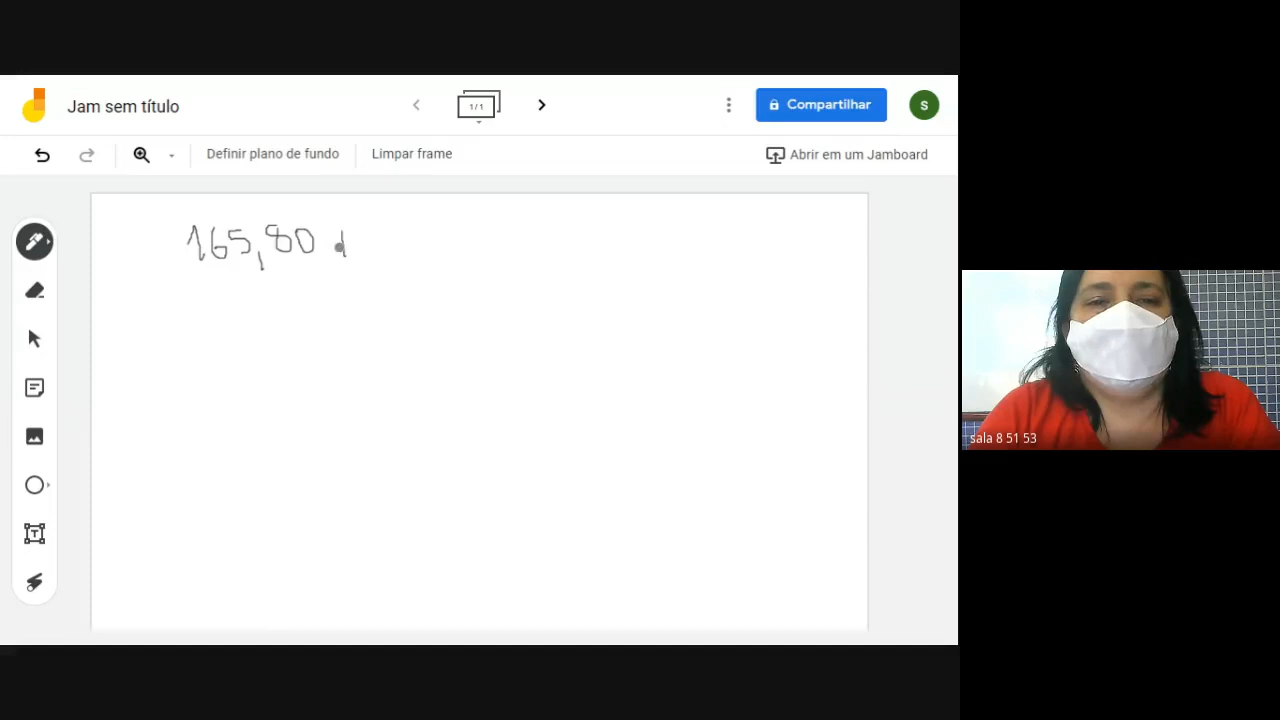 Jam sem título
1/1
Compartilhar
S
Definir plano de fundo
Limpar frame
Abrir em um Jamboard
165,80
sala 8 51 53